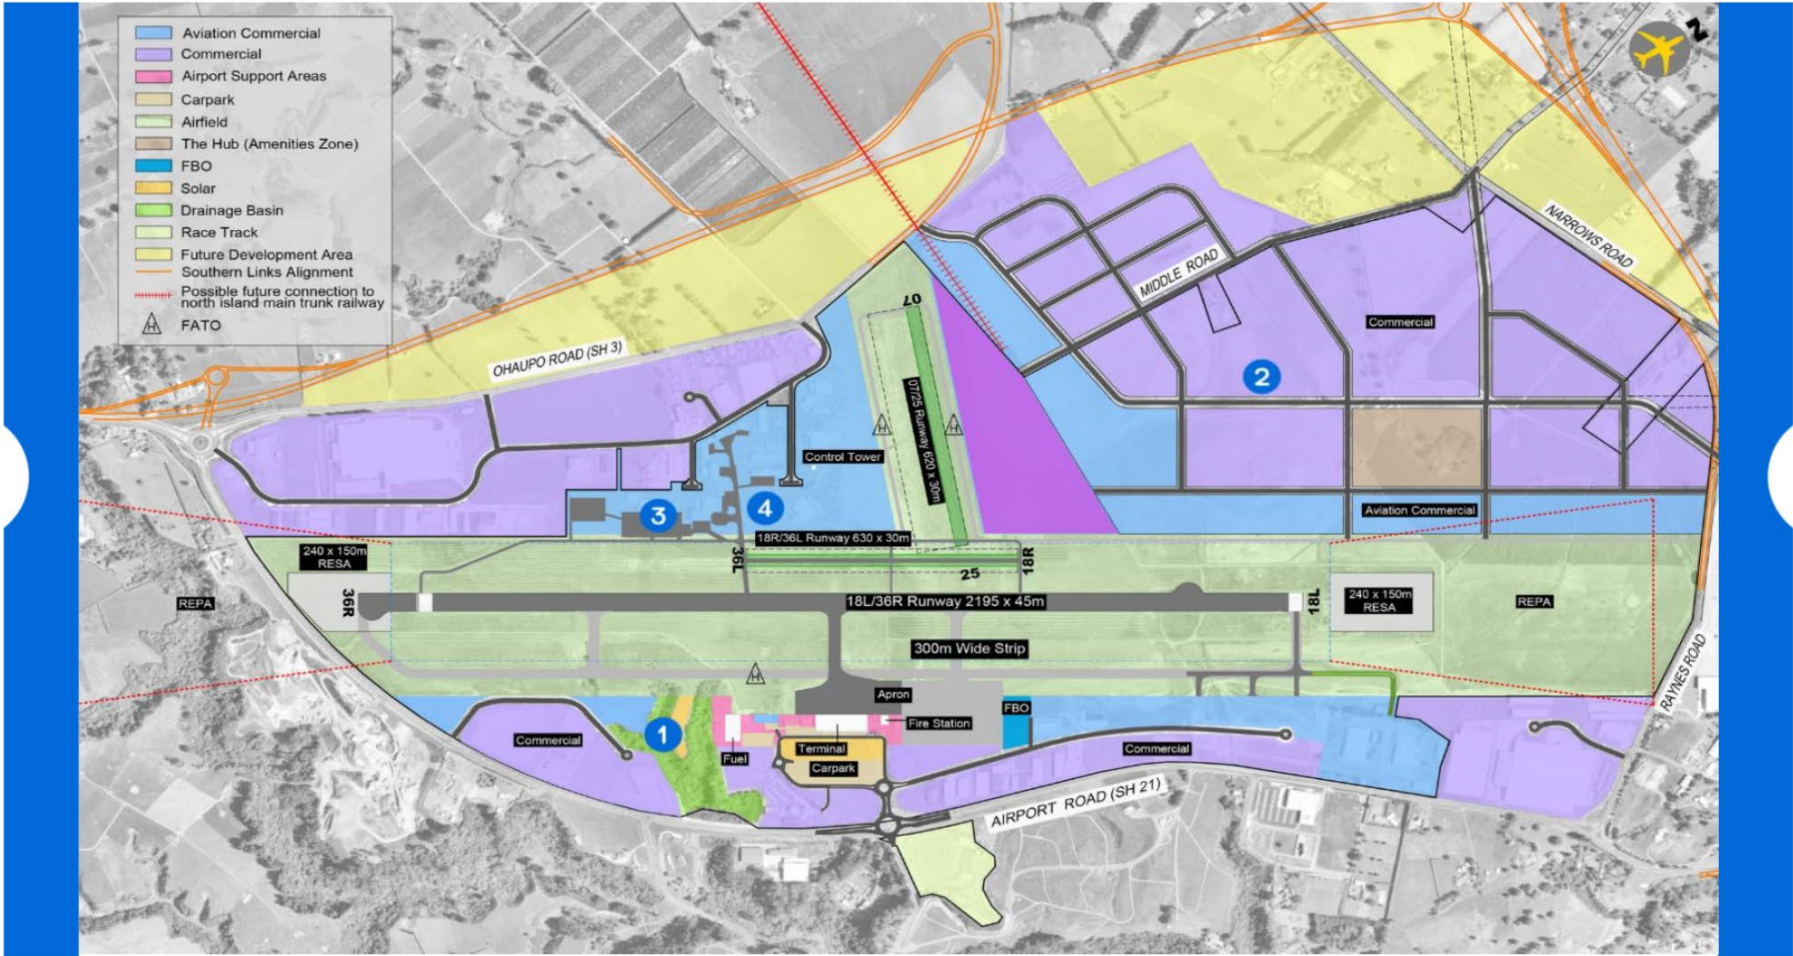 Aviation Commercial
Commercial
Airport Support Areas
Carpark
Airfield
The Hub (Amenities Zone)
FBO
Solar
Drainage Basin
Race Track
Future Development Area
Southern Links Alignment
Possible future connection to
north island main trunk railway
H FATO
N
NARROWS ROAD
MIDDLE ROAD
OHAUPO ROAD (SH 3)
Commercial
2
07
07/25 Runway 620 x 30m
H
H
Control Tower
3
4
Aviation Commercial
18R/36L Runway 630 x 30m
36L
18R
25
240 x 150m
RESA
REPA
36R
18L/36R Runway 2195 x 45m
18L
240 x 150m
RESA
REPA
300m Wide Strip
H
RAYNES ROAD
Apron
FBO
Fire Station
1
Commercial
Fuel
Terminal
Carpark
Commercial
AIRPORT ROAD (SH 21)